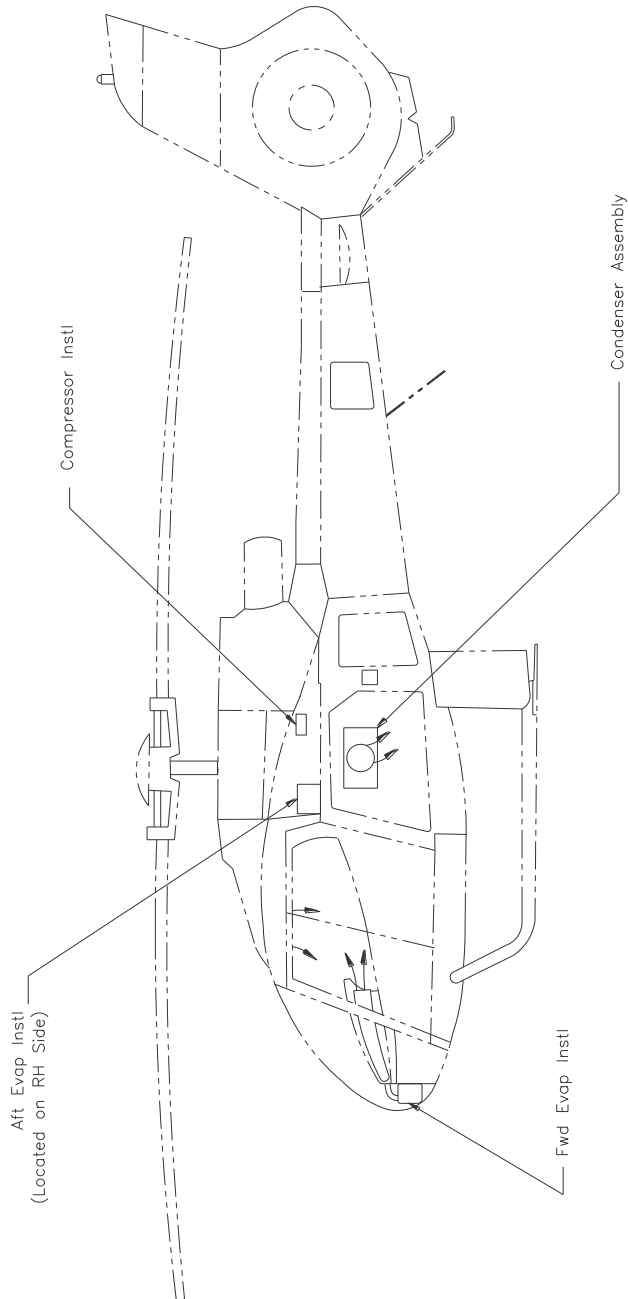 Aft Evap Instl
(Located on RH Side)
Compressor Instl
Fwd Evap Instl
Condenser Assembly